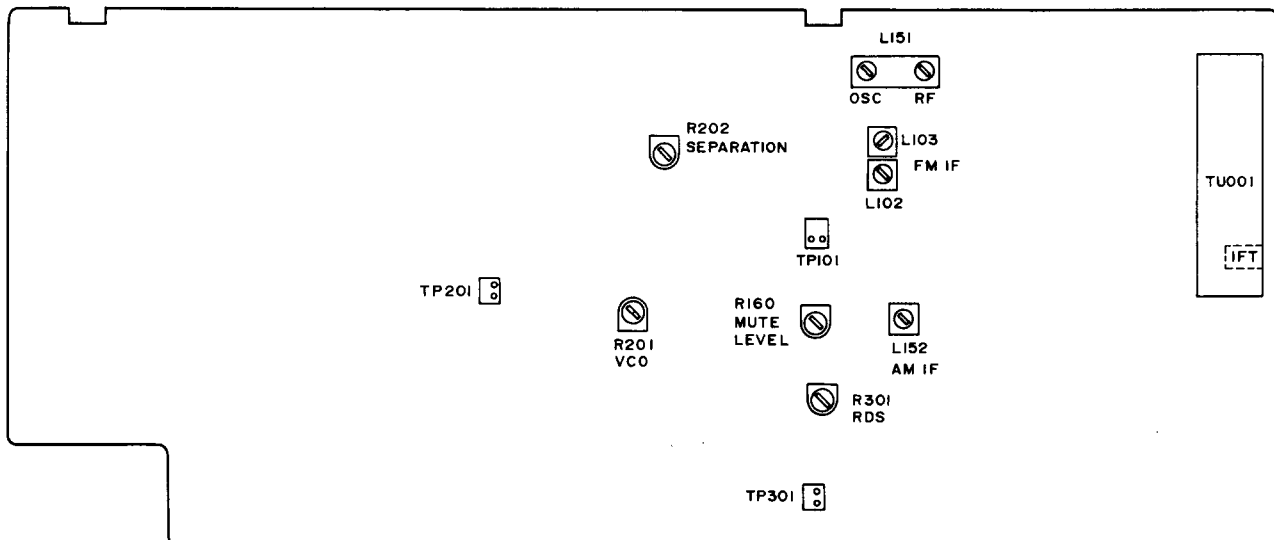 L151
OSC RF
R202
SEPARATION
L103
FM IF
L102
TU001
TP101
IFT
TP201
R160
MUTE
LEVEL
R201
VCO
L152
AM IF
R301
RDS
TP301